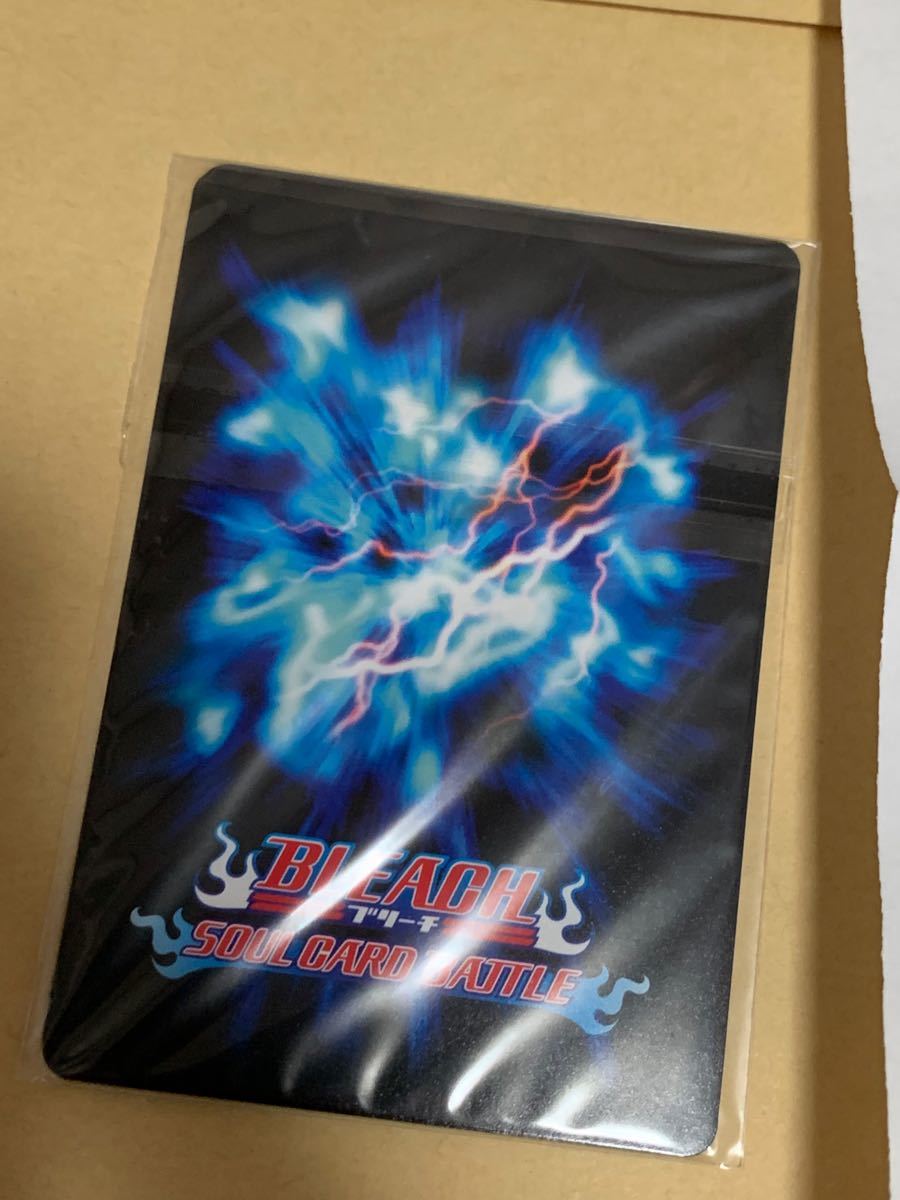 BLEACH
ブリーチ
SOUL CARD BATTLE